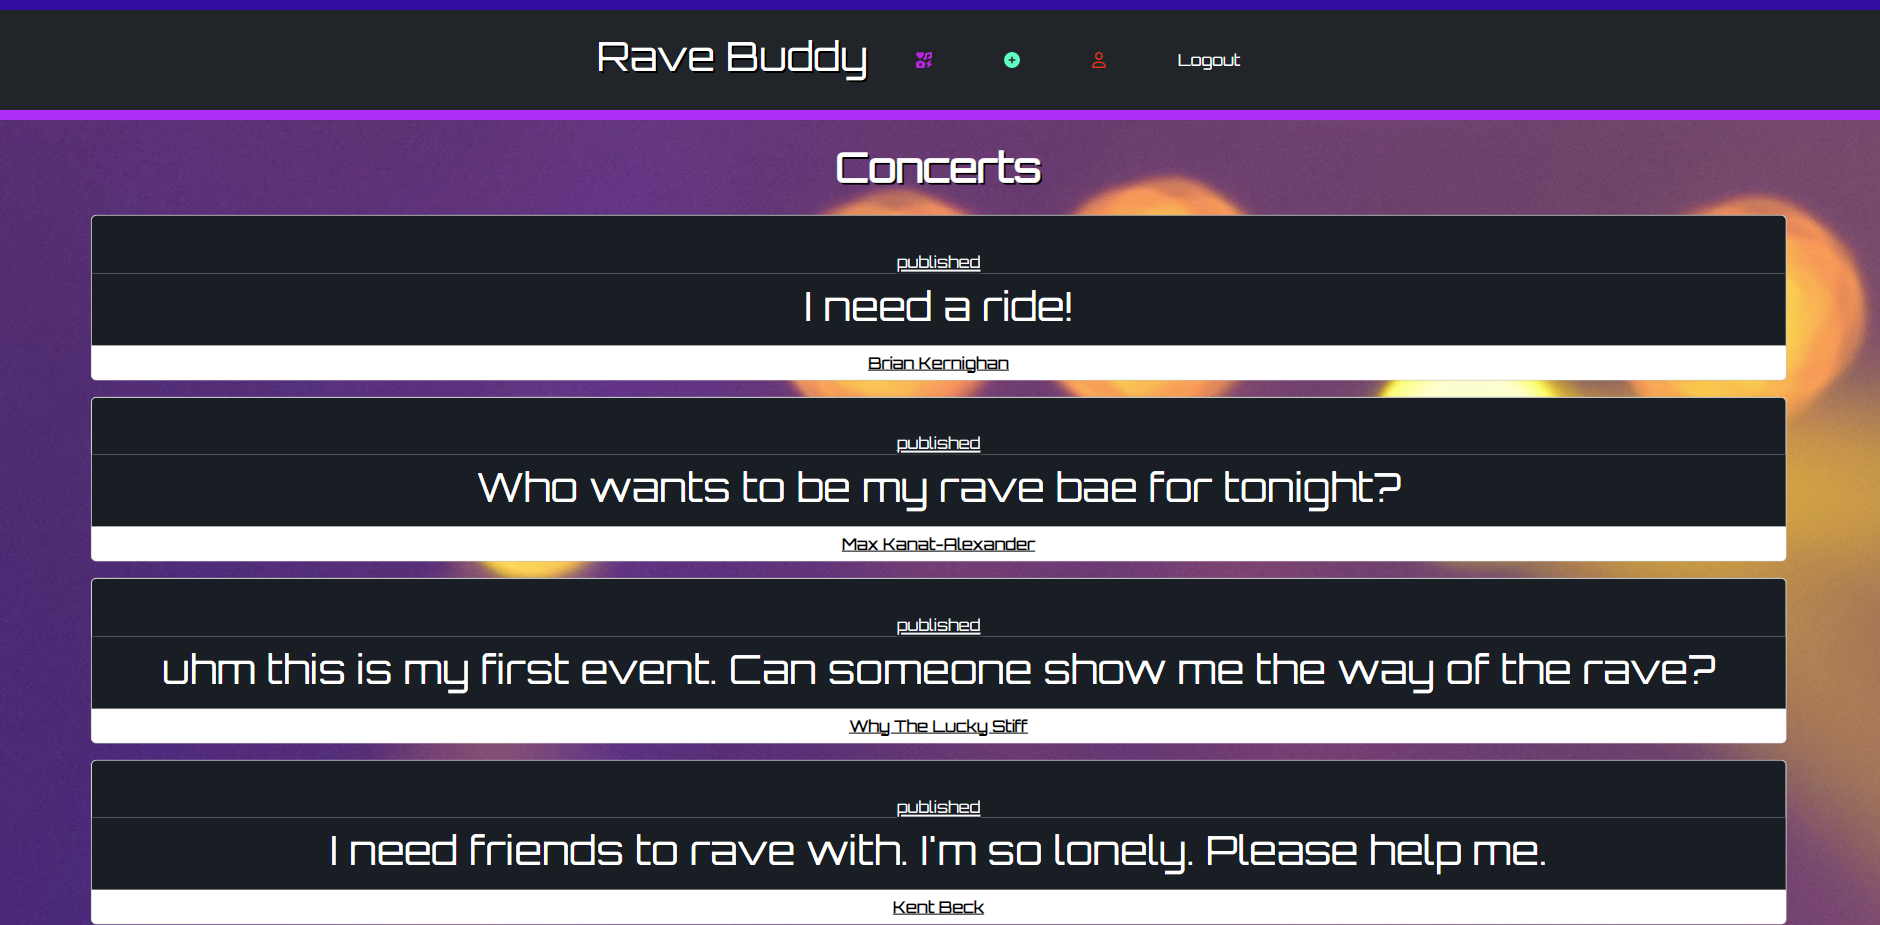 Rave Buddy Logout
Concerts
published
I need a ride!
Brian Kernighan
published
Who wants to be my rave bae for tonight?
Max Kanat-Alexander
published
uhm this is my first event. Can someone show me the way of the rave?
Why The Lucky Stiff
published
I need friends to rave with. I'm so lonely. Please help me.
Kent Beck